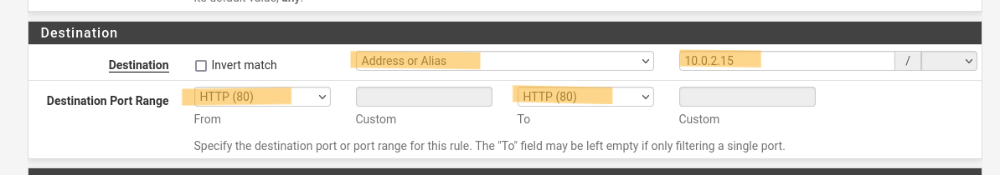 Destination
Destination Invert match Address or Alias 10.0.2.15 /
Destination Port Range HTTP (80) HTTP (80)
From Custom To Custom
Specify the destination port or port range for this rule. The "To" field may be left empty if only filtering a single port.